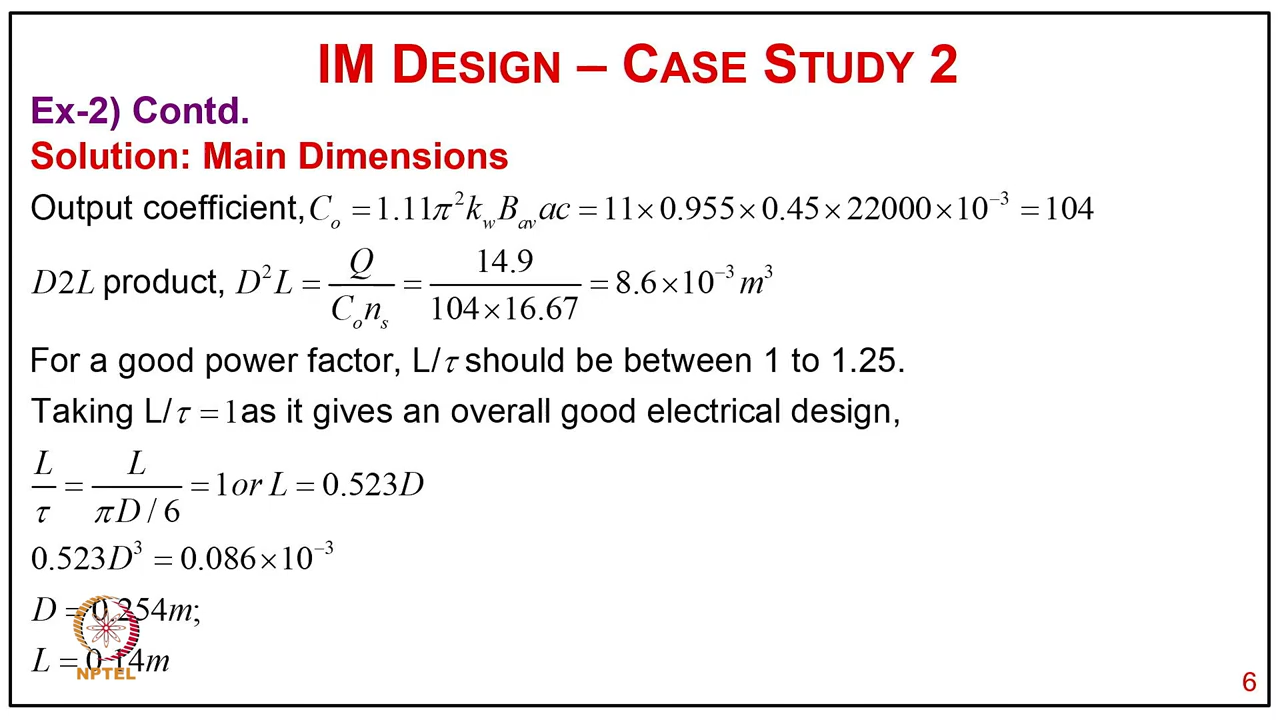 IM DESIGN – CASE STUDY 2
Ex-2) Contd.
Solution: Main Dimensions
Output coefficient, C_o = 1.11π²k_w B_av ac = 11×0.955×0.45×22000×10⁻³ = 104
D2L product, D²L = Q / (C_o n_s) = 14.9 / (104×16.67) = 8.6×10⁻³ m³
For a good power factor, L/τ should be between 1 to 1.25.
Taking L/τ = 1 as it gives an overall good electrical design,
L/τ = L / (πD/6) = 1 or L = 0.523D
0.523D³ = 0.086×10⁻³
D = 0.254m;
L = 0.14m
NPTEL
6